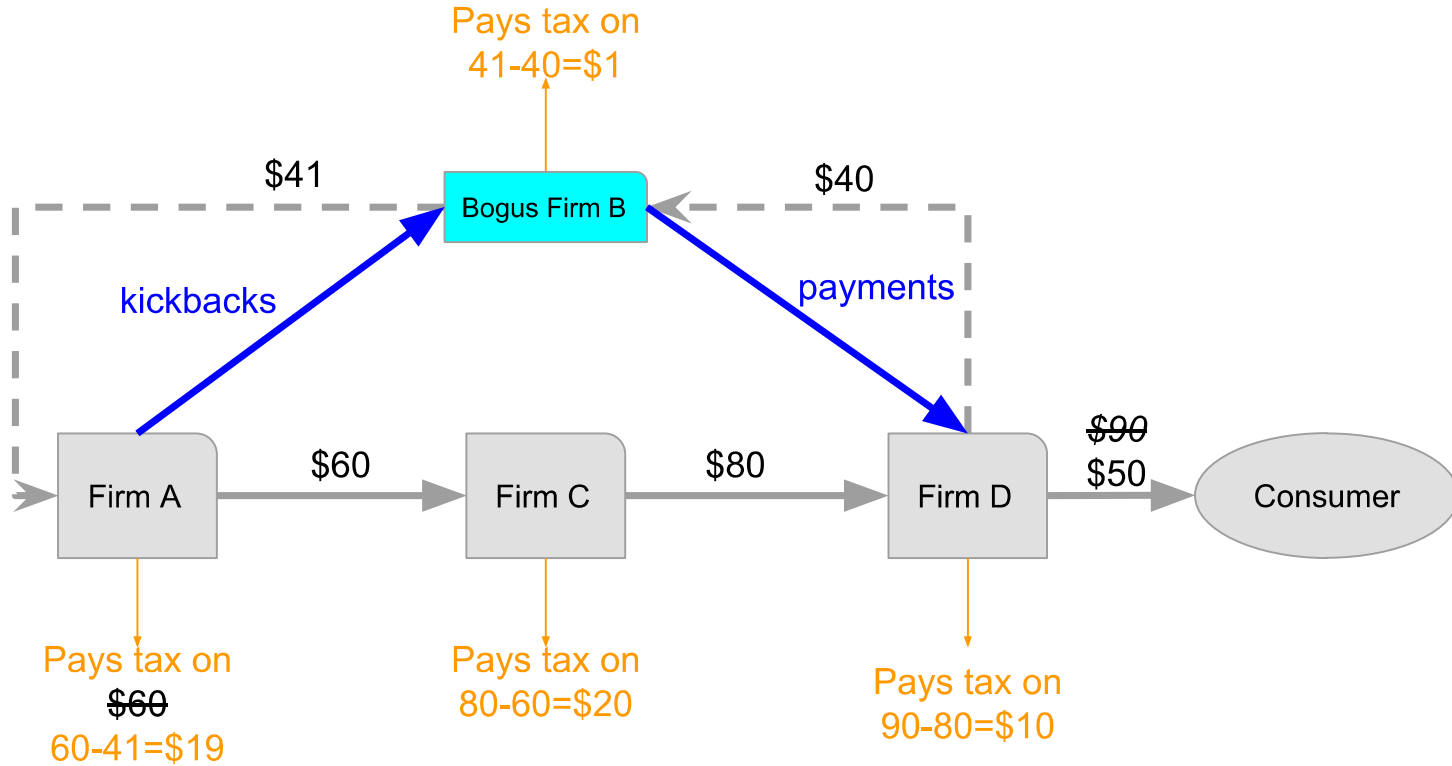 Pays tax on
41-40=$1
$41
$40
Bogus Firm B
kickbacks
payments
$90
$60
$80
$50
Firm A
Firm C
Firm D
Consumer
Pays tax on
$60
60-41=$19
Pays tax on
80-60=$20
Pays tax on
90-80=$10